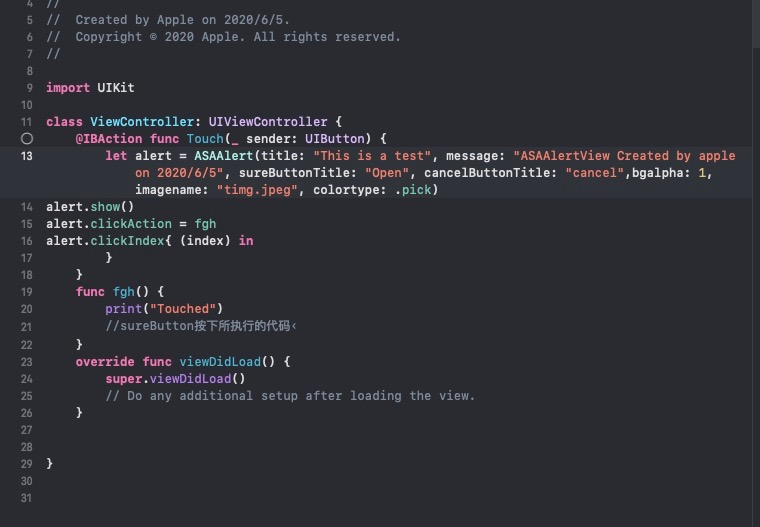 4 //
5 //  Created by Apple on 2020/6/5.
6 //  Copyright © 2020 Apple. All rights reserved.
7 //
8
9 import UIKit
10
11 class ViewController: UIViewController {
@IBAction func Touch(_ sender: UIButton) {
13 let alert = ASAAlert(title: "This is a test", message: "ASAAlertView Created by apple
on 2020/6/5", sureButtonTitle: "Open", cancelButtonTitle: "cancel",bgalpha: 1,
imagename: "timg.jpeg", colortype: .pick)
14 alert.show()
15 alert.clickAction = fgh
16 alert.clickIndex{ (index) in
17 }
18 }
19 func fgh() {
20 print("Touched")
21 //sureButton按下所执行的代码‹
22 }
23 override func viewDidLoad() {
24 super.viewDidLoad()
25 // Do any additional setup after loading the view.
26 }
27
28
29 }
30
31